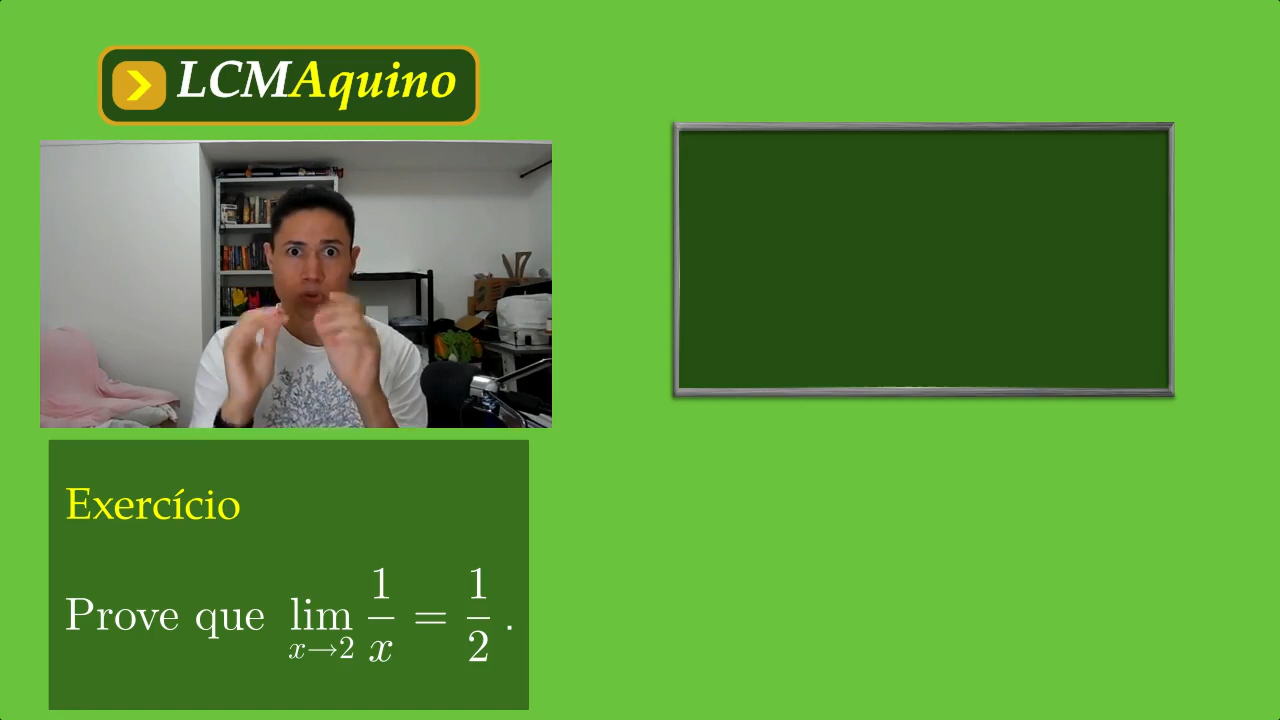 LCMAquino
Exercício
Prove que lim_{x→2} 1/x = 1/2 .